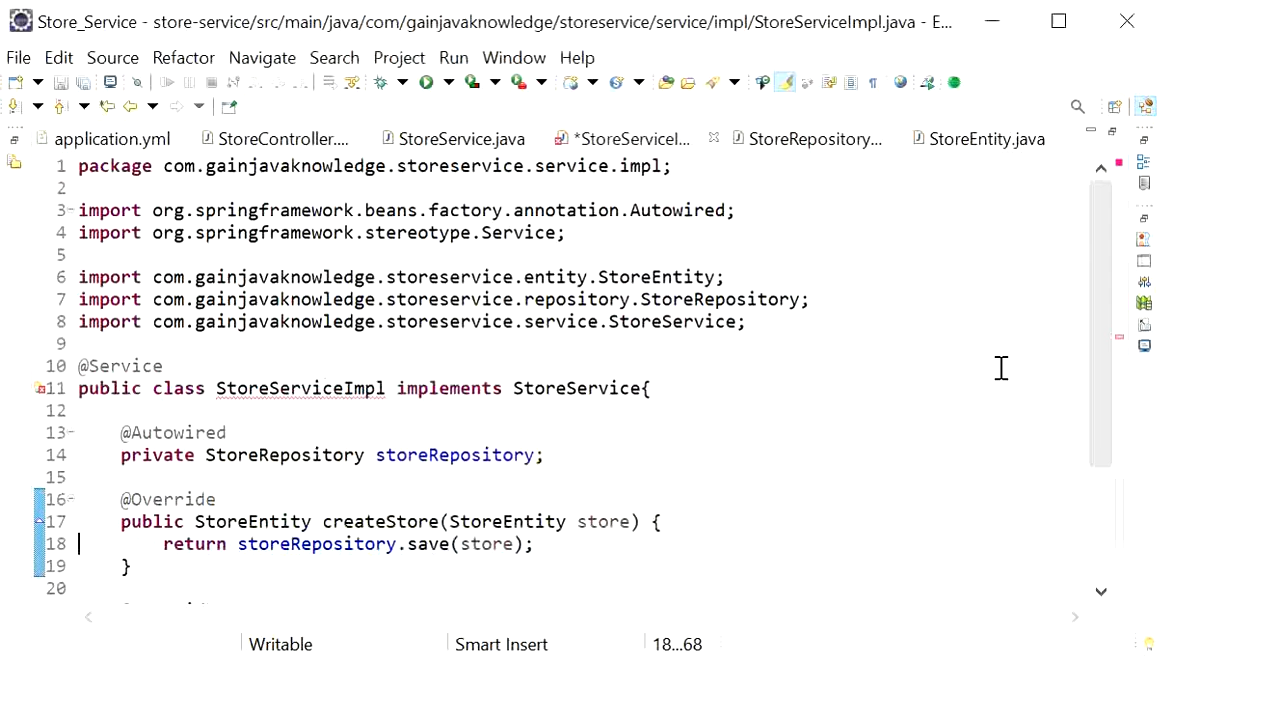 Store_Service - store-service/src/main/java/com/gainjavaknowledge/storeservice/service/impl/StoreServiceImpl.java - E...
File Edit Source Refactor Navigate Search Project Run Window Help
application.yml StoreController.... StoreService.java *StoreServiceI... StoreRepository... StoreEntity.java
1 package com.gainjavaknowledge.storeservice.service.impl;
2
3 import org.springframework.beans.factory.annotation.Autowired;
4 import org.springframework.stereotype.Service;
5
6 import com.gainjavaknowledge.storeservice.entity.StoreEntity;
7 import com.gainjavaknowledge.storeservice.repository.StoreRepository;
8 import com.gainjavaknowledge.storeservice.service.StoreService;
9
10 @Service
11 public class StoreServiceImpl implements StoreService{
12
13 @Autowired
14 private StoreRepository storeRepository;
15
16 @Override
17 public StoreEntity createStore(StoreEntity store) {
18 return storeRepository.save(store);
19 }
20
Writable Smart Insert 18...68